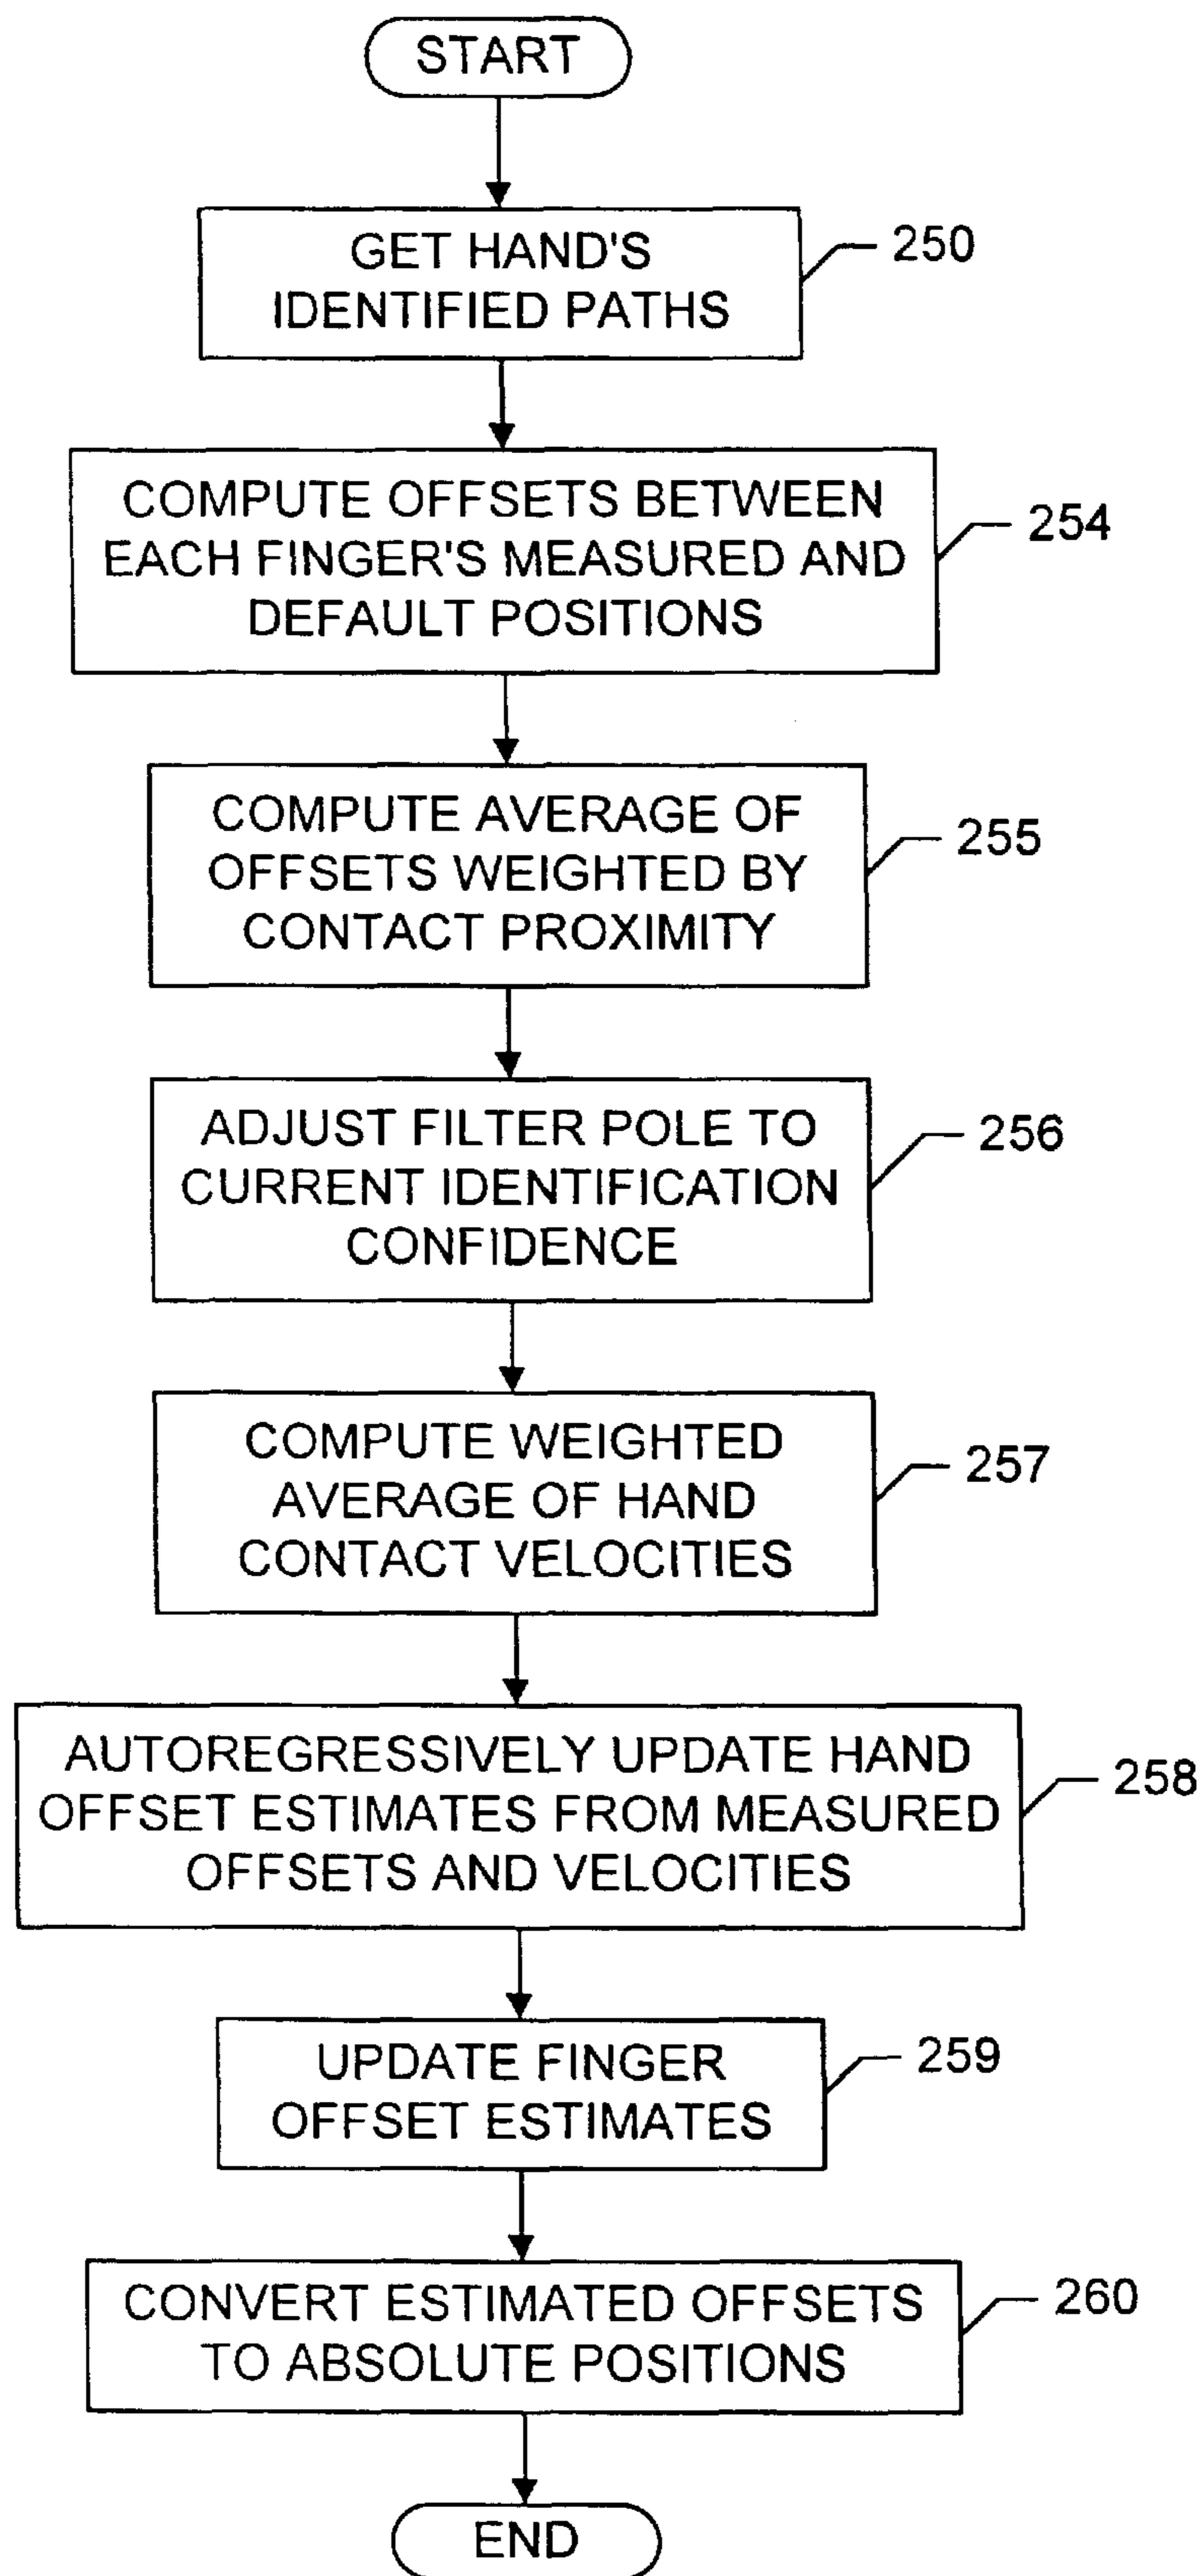 START
GET HAND'S
IDENTIFIED PATHS
250
COMPUTE OFFSETS BETWEEN
EACH FINGER'S MEASURED AND
DEFAULT POSITIONS
254
COMPUTE AVERAGE OF
OFFSETS WEIGHTED BY
CONTACT PROXIMITY
255
ADJUST FILTER POLE TO
CURRENT IDENTIFICATION
CONFIDENCE
256
COMPUTE WEIGHTED
AVERAGE OF HAND
CONTACT VELOCITIES
257
AUTOREGRESSIVELY UPDATE HAND
OFFSET ESTIMATES FROM MEASURED
OFFSETS AND VELOCITIES
258
UPDATE FINGER
OFFSET ESTIMATES
259
CONVERT ESTIMATED OFFSETS
TO ABSOLUTE POSITIONS
260
END